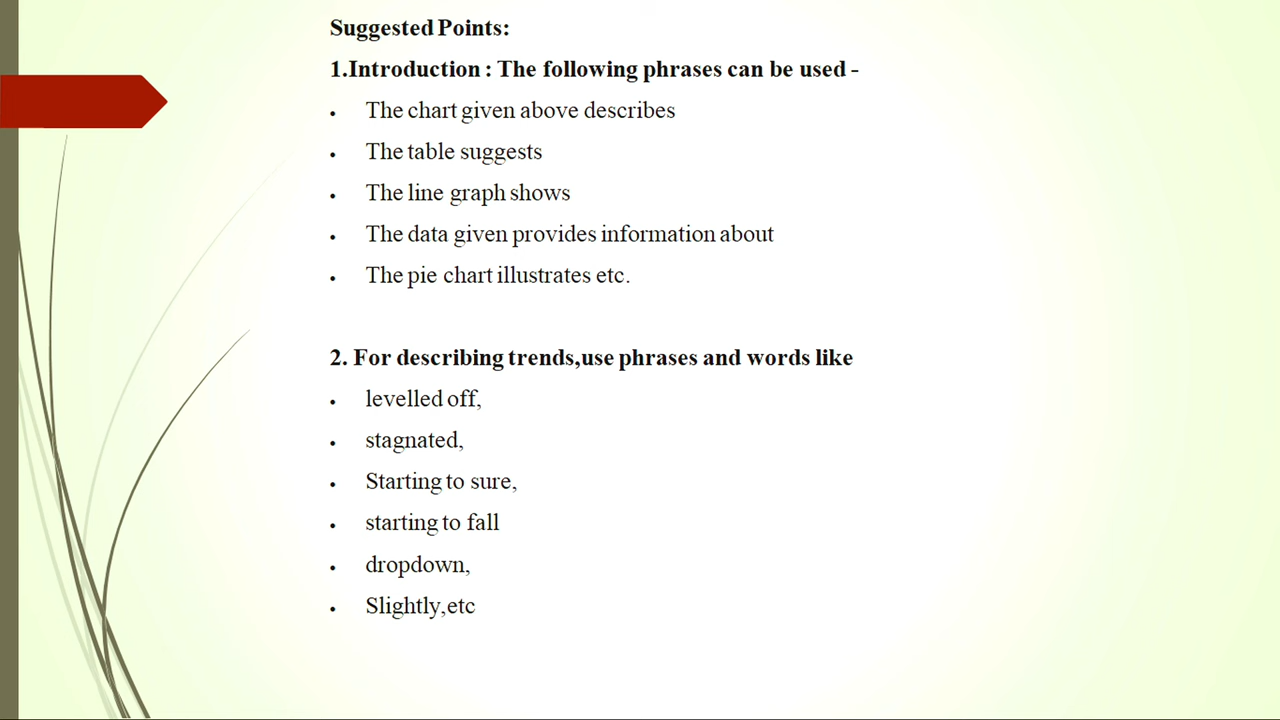 Suggested Points:
1.Introduction : The following phrases can be used -
• The chart given above describes
• The table suggests
• The line graph shows
• The data given provides information about
• The pie chart illustrates etc.
2. For describing trends,use phrases and words like
• levelled off,
• stagnated,
• Starting to sure,
• starting to fall
• dropdown,
• Slightly,etc